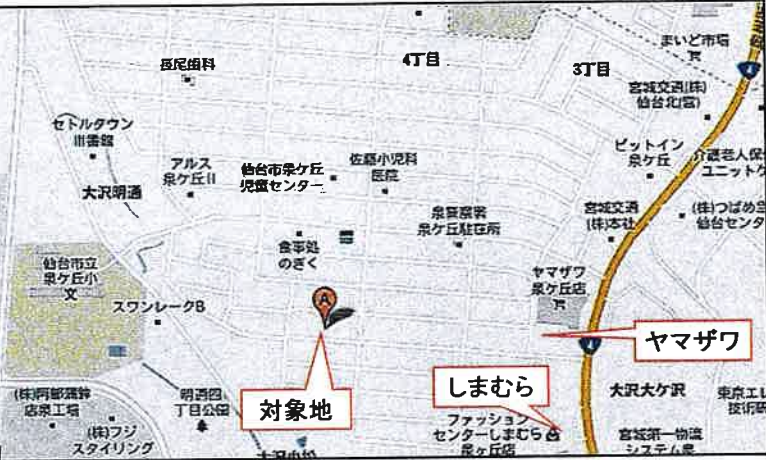 まいど市場
4丁目
3丁目
長尾歯科
宮城交通(株)
仙台北(営)
セトルタウン
III番館
アルス
泉ケ丘II
仙台市泉ケ丘
児童センター
佐藤小児科
医院
ピットイン
泉ケ丘
介護老人保
ユニットケ
大沢明通
泉警察署
泉ケ丘駐在所
宮城交通
(株)本社
(株)つばめ急
仙台センタ
食事処
のぎく
仙台市立
泉ケ丘小
文
スワンレークB
A
ヤマザワ
泉ケ丘店
4
4
ヤマザワ
しまむら
対象地
大沢大ケ沢
東京エレ
技術研
(株)阿部蒲鉾
店泉工場
明通四
丁目公園
(株)フジ
スタイリング
ファッション
センターしまむら
泉ヶ丘店
宮城第一物流
システム泉